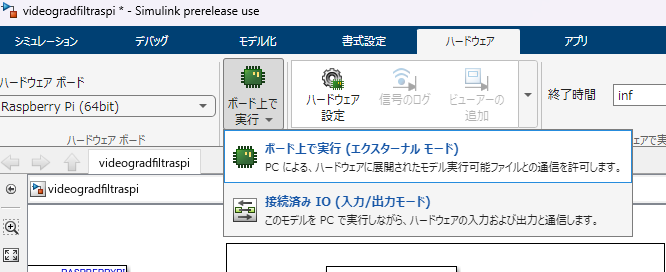 videogradfiltraspi * - Simulink prerelease use
シミュレーション
デバッグ
モデル化
書式設定
ハードウェア
アプリ
ハードウェア ボード
Raspberry Pi (64bit)
ボード上で
実行
ハードウェア
設定
信号のログ
ビューアーの
追加
終了時間
inf
ハードウェア ボード
ボード上で実行 (エクスターナル モード)
PC による、ハードウェアに展開されたモデル実行可能ファイルとの通信を許可します。
接続済み IO (入力/出力モード)
このモデルを PC で実行しながら、ハードウェアの入力および出力と通信します。
videogradfiltraspi
videogradfiltraspi